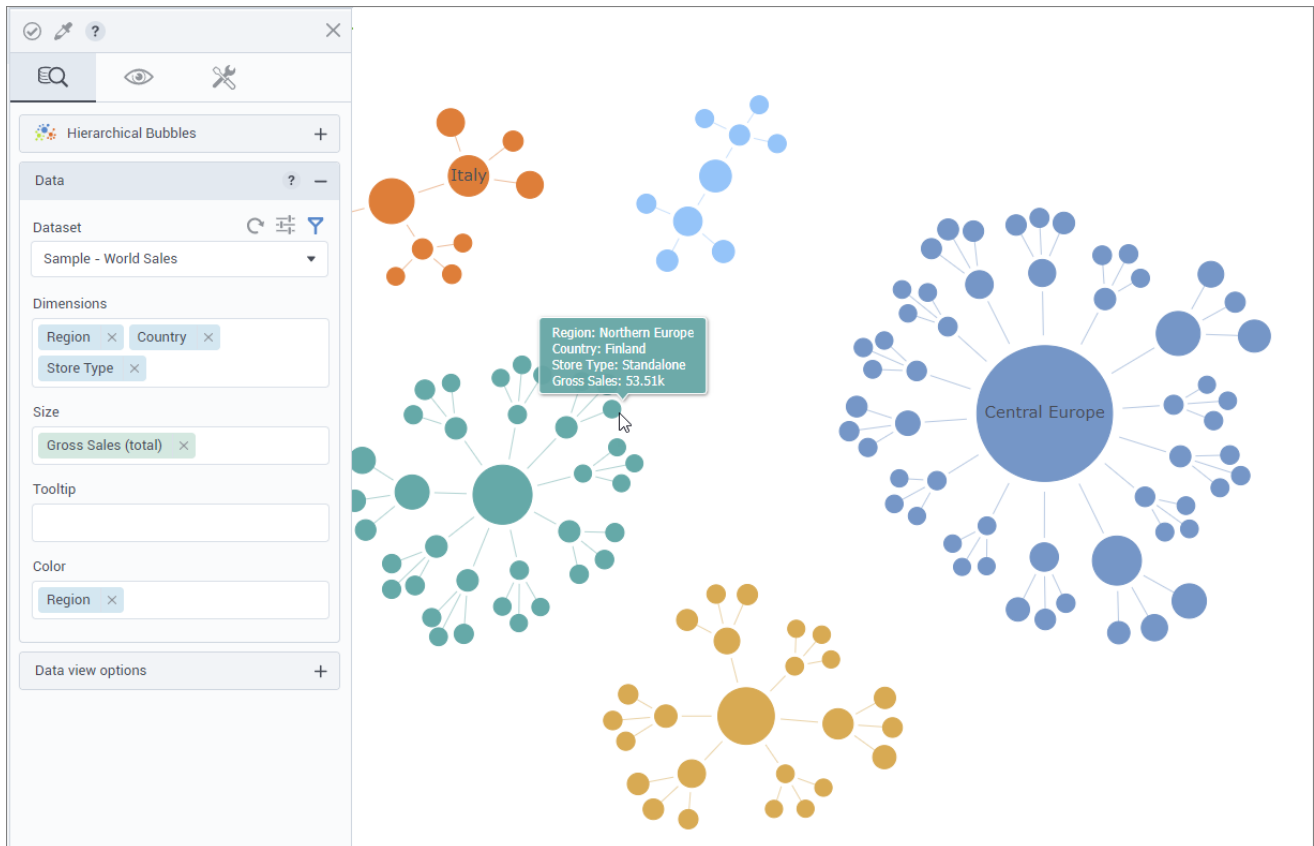 ?
Hierarchical Bubbles +
Data ? −
Dataset
Sample - World Sales
Dimensions
Region × Country ×
Store Type ×
Size
Gross Sales (total) ×
Tooltip
Color
Region ×
Data view options +
Italy
Region: Northern Europe
Country: Finland
Store Type: Standalone
Gross Sales: 53.51k
Central Europe